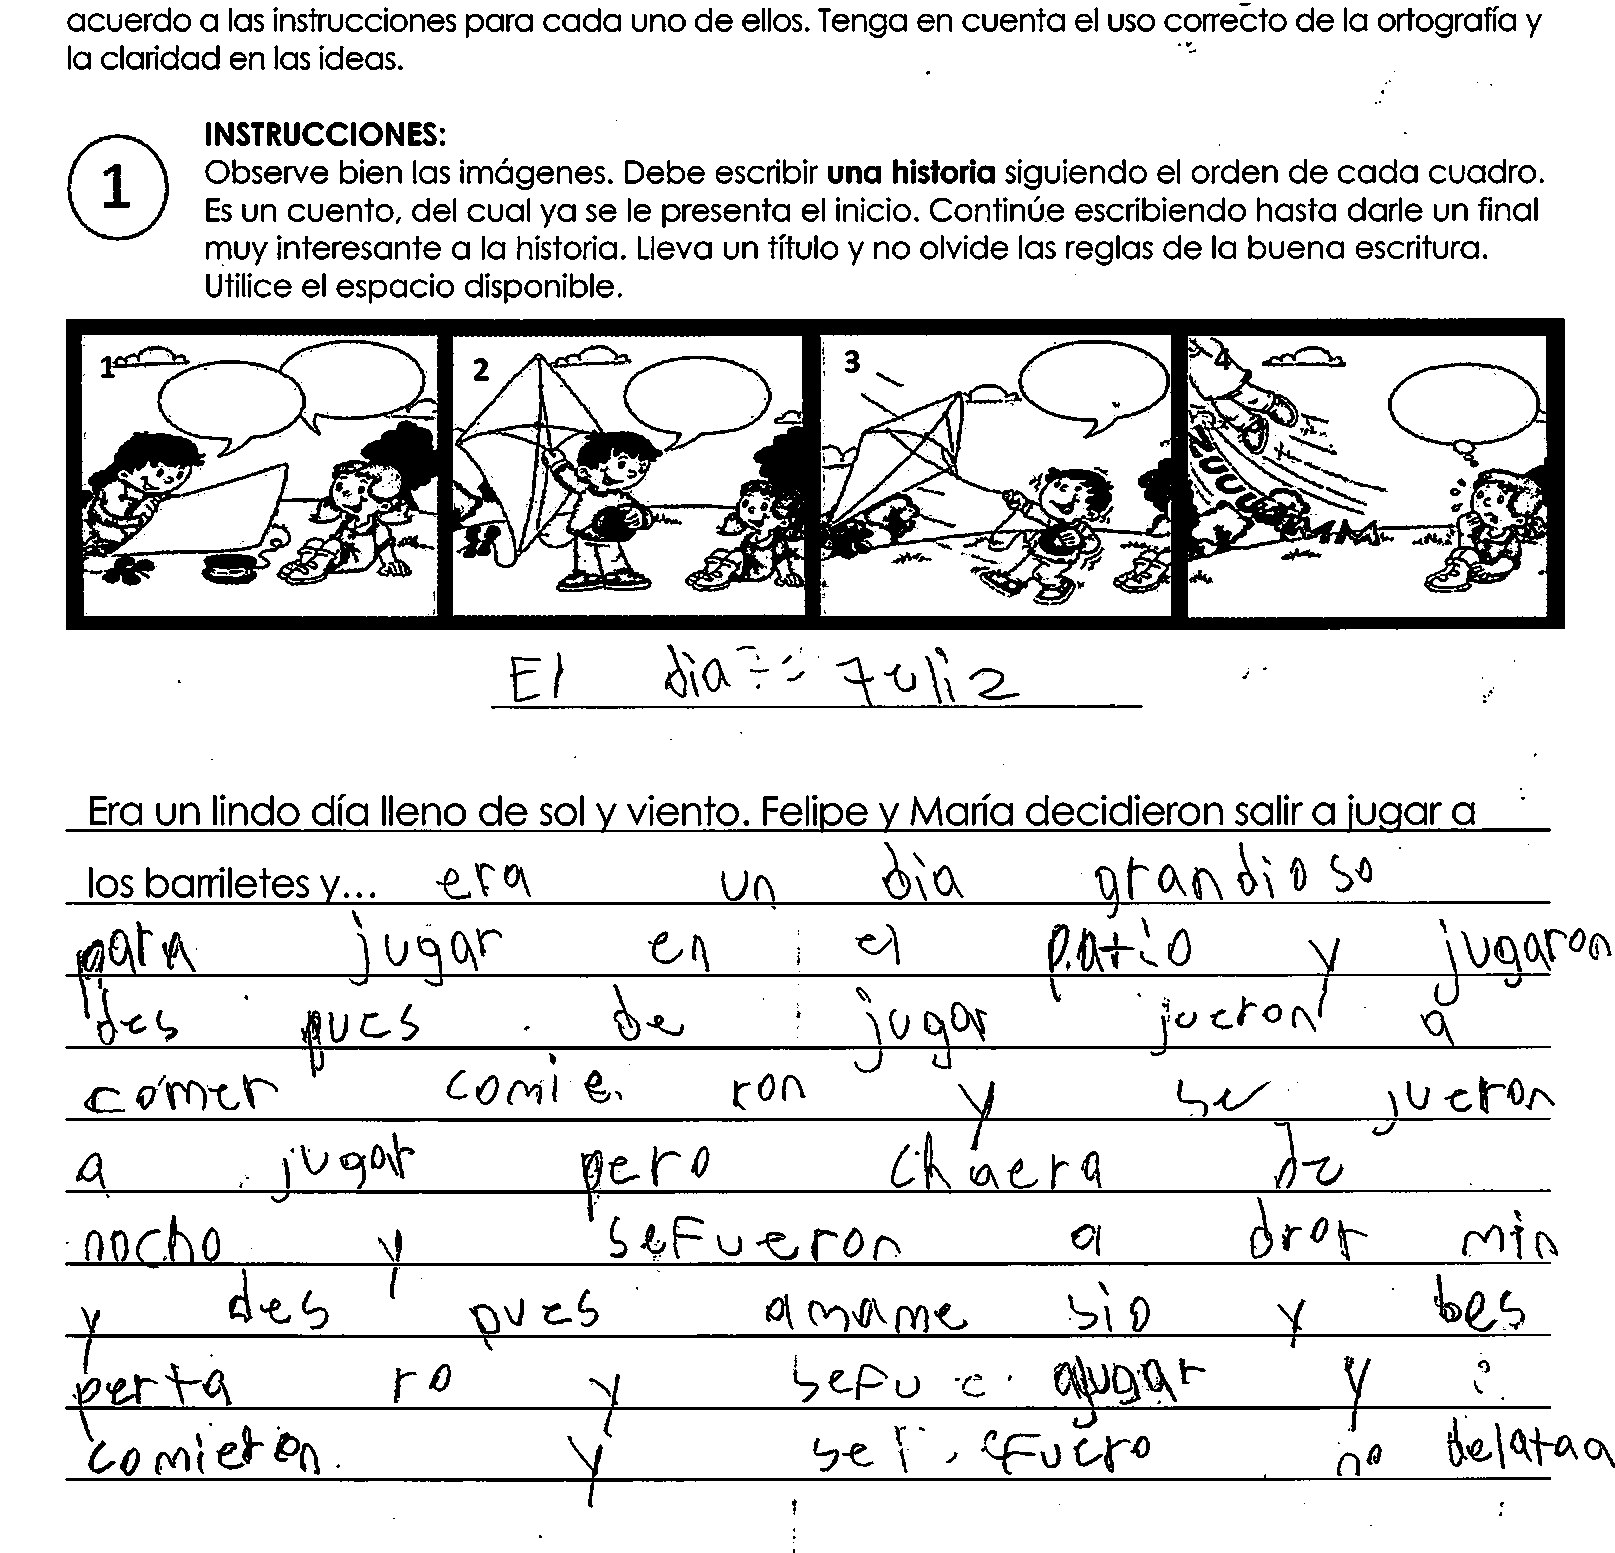 acuerdo a las instrucciones para cada uno de ellos. Tenga en cuenta el uso correcto de la ortografía y
la claridad en las ideas.
1
INSTRUCCIONES:
Observe bien las imágenes. Debe escribir una historia siguiendo el orden de cada cuadro.
Es un cuento, del cual ya se le presenta el inicio. Continúe escribiendo hasta darle un final
muy interesante a la historia. Lleva un título y no olvide las reglas de la buena escritura.
Utilice el espacio disponible.
1 2 3 4
El dia Feliz
Era un lindo día lleno de sol y viento. Felipe y María decidieron salir a jugar a
los barriletes y... era un dia grandioso
para jugar en el patio y jugaron
des pues de jugar jueron a
comer comie ron y se jueron
a jugar pero chaera de
nocho y seFueron a dror min
y des pues amame sio y bes
perta ro y seFue ajugar y
comieron y Fuero no delataa